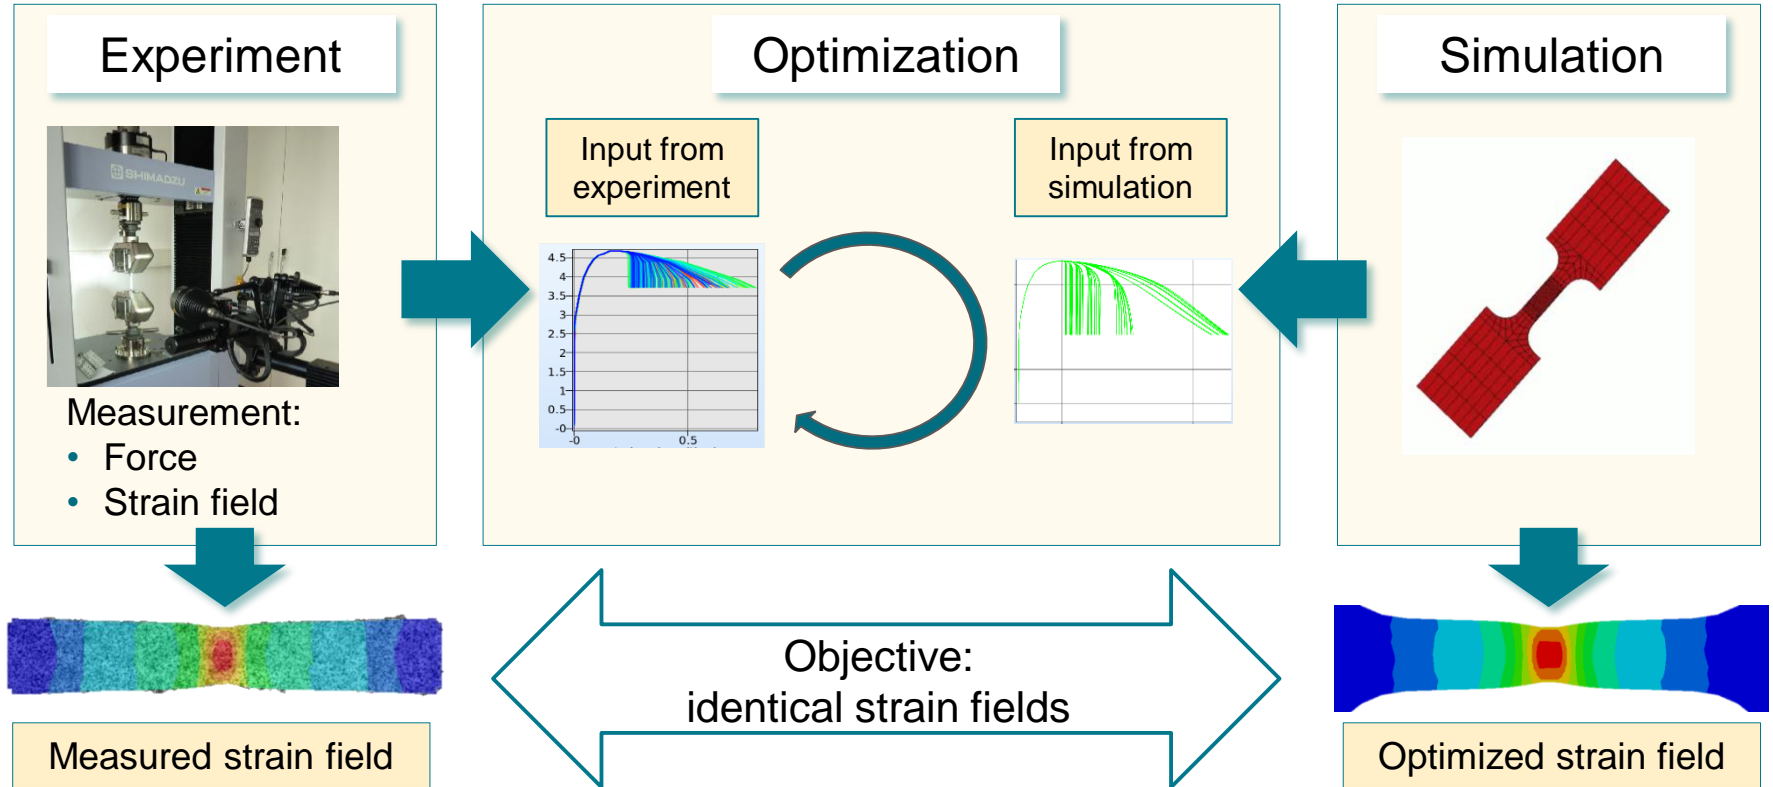 Experiment
SHIMADZU
Measurement:
• Force
• Strain field
Measured strain field
Optimization
Input from
experiment
4.5
3.5
3
2.5
2
1.5
1
0.5
-0
-0
0.5
Input from
simulation
Objective:
identical strain fields
Simulation
Optimized strain field